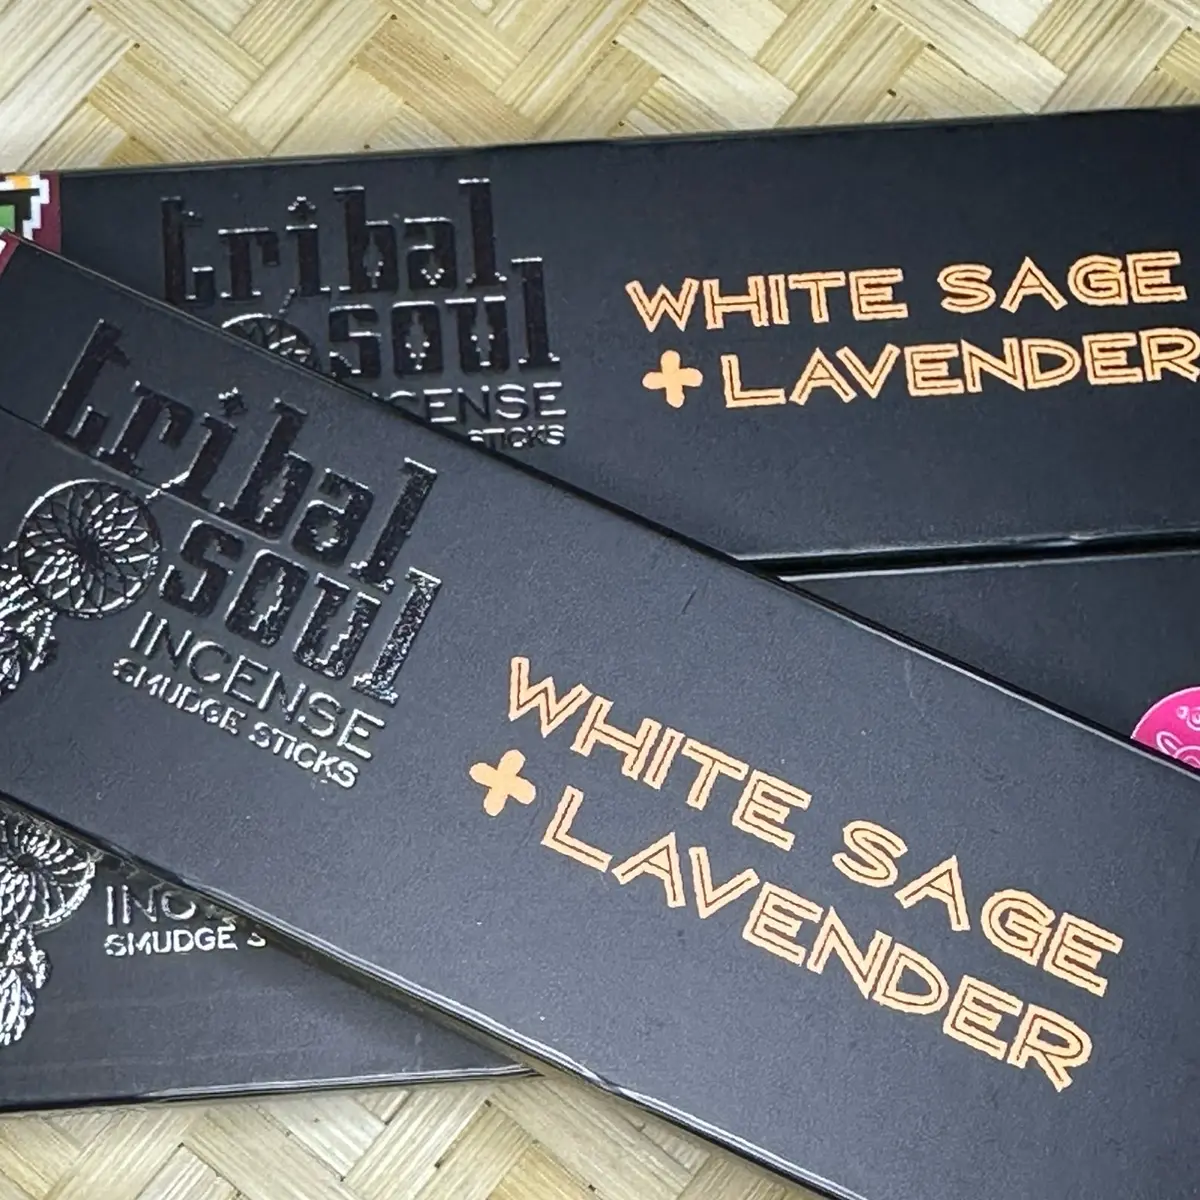 tribal
soul
INCENSE
STICKS
WHITE SAGE
+ LAVENDER
tribal
soul
INCENSE
SMUDGE STICKS
WHITE SAGE
+ LAVENDER
SMUDGE